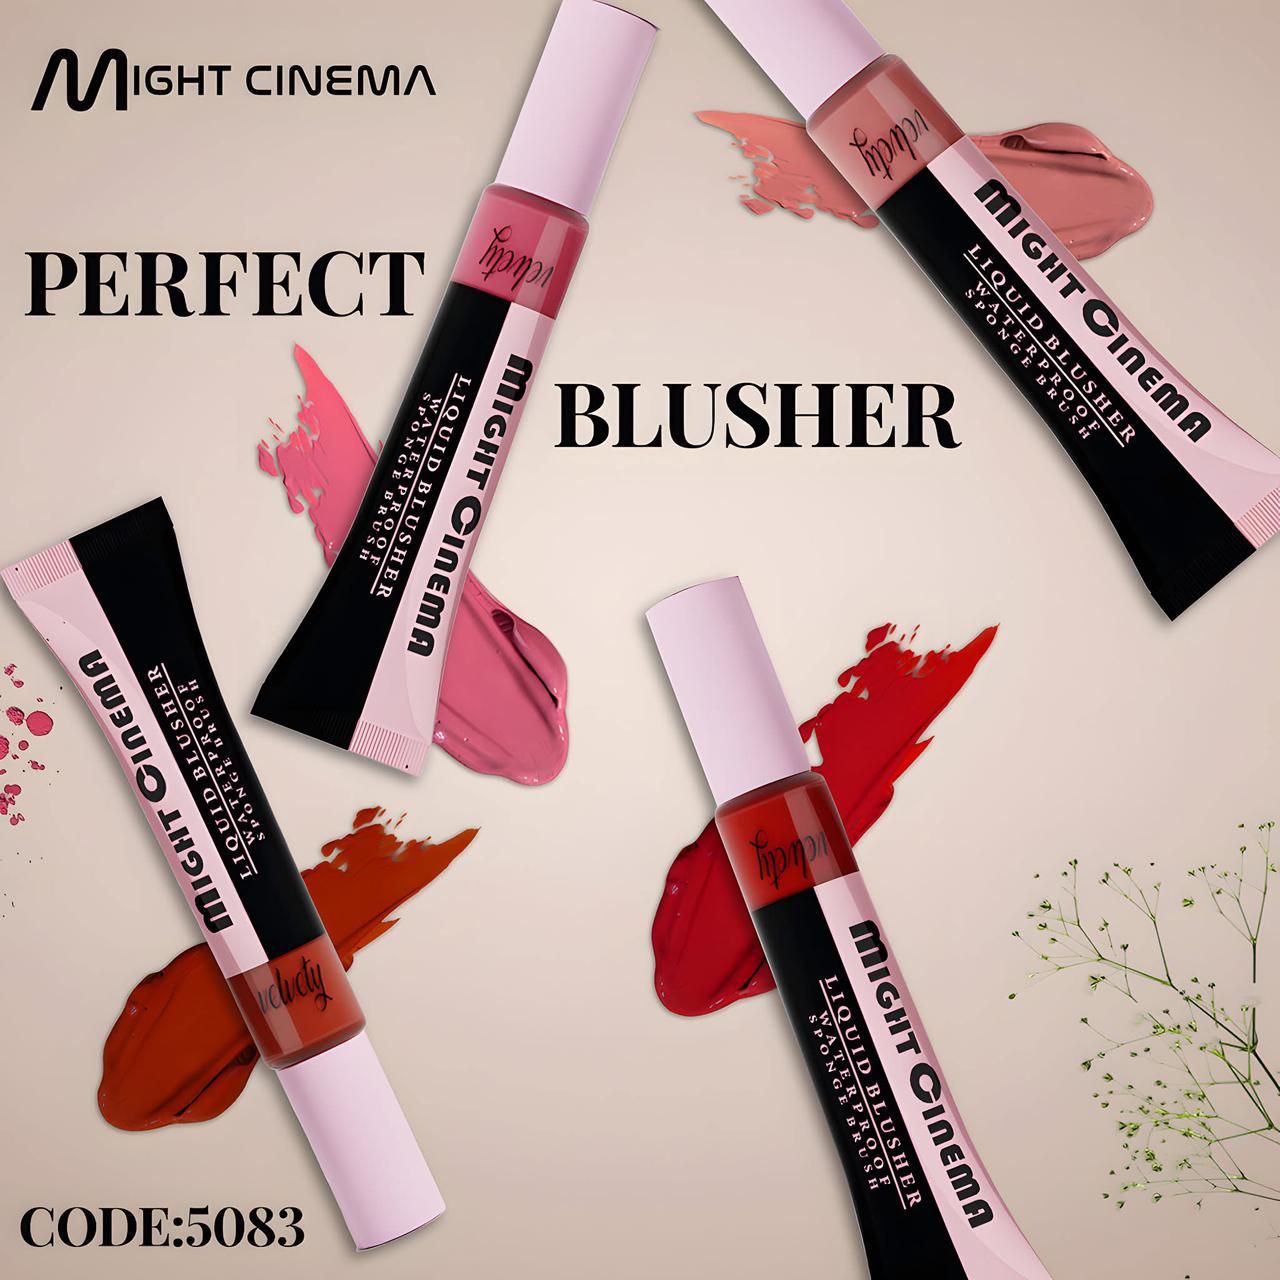 MIGHT CINEMA
PERFECT
BLUSHER
CODE:5083
velvety
MIGHT CINEMA
LIQUID BLUSHER
WATERPROOF
SPONGE BRUSH
velvety
MIGHT CINEMA
LIQUID BLUSHER
WATERPROOF
SPONGE BRUSH
MIGHT CINEMA
LIQUID BLUSHER
WATERPROOF
SPONGE BRUSH
velvety
velvety
MIGHT CINEMA
LIQUID BLUSHER
WATERPROOF
SPONGE BRUSH